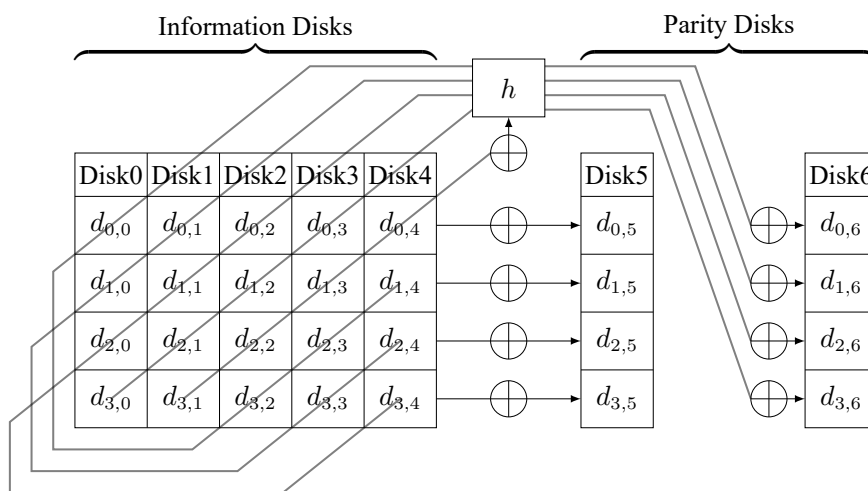 Information Disks Parity Disks
h
Disk0 Disk1 Disk2 Disk3 Disk4 Disk5 Disk6
d0,0 d0,1 d0,2 d0,3 d0,4 d0,5 d0,6
d1,0 d1,1 d1,2 d1,3 d1,4 d1,5 d1,6
d2,0 d2,1 d2,2 d2,3 d2,4 d2,5 d2,6
d3,0 d3,1 d3,2 d3,3 d3,4 d3,5 d3,6